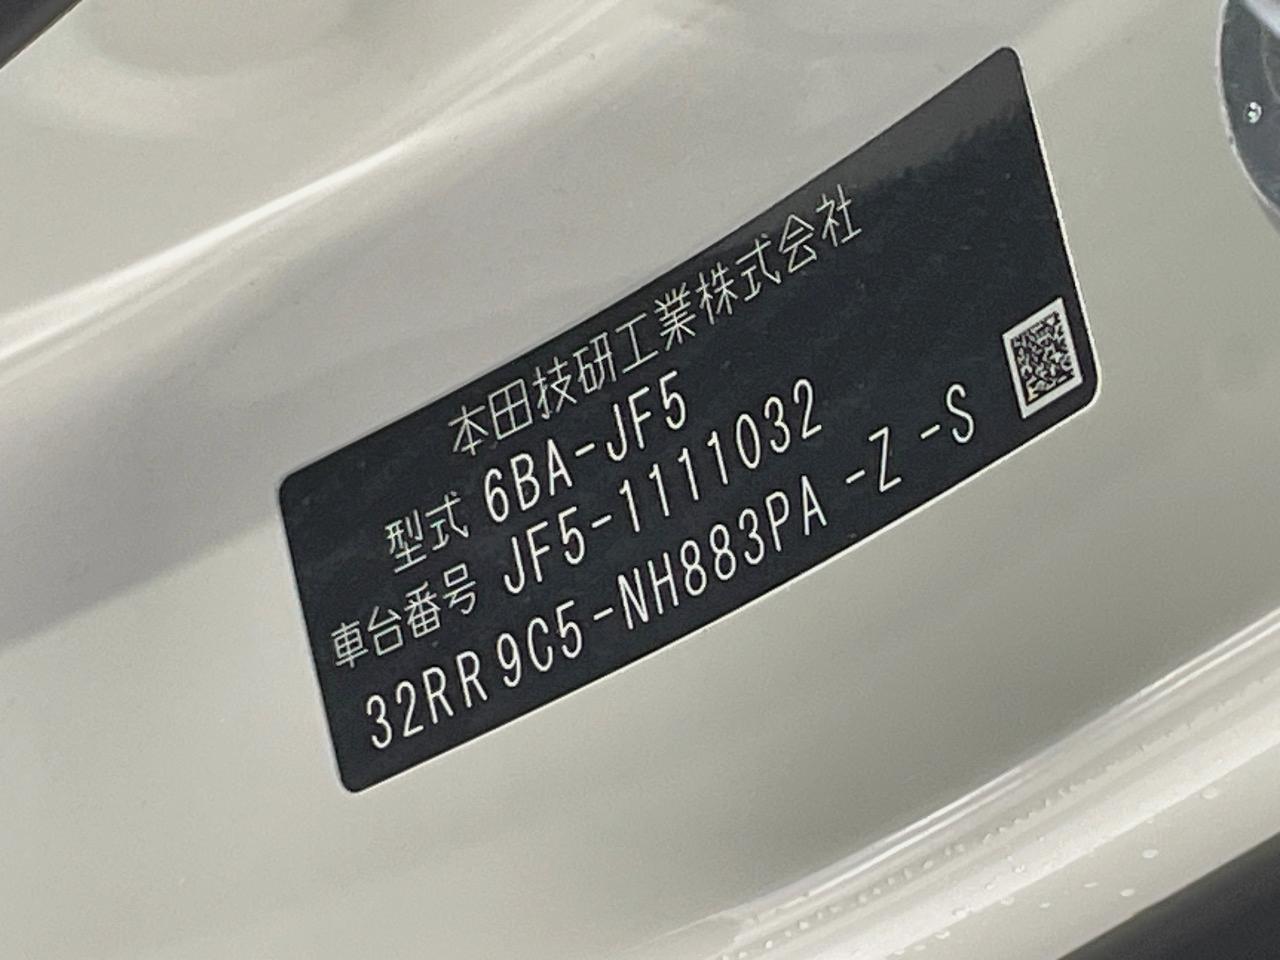 本田技研工業株式会社
型式 6BA-JF5
車台番号 JF5-1111032
32RR 9C5-NH883PA -Z -S